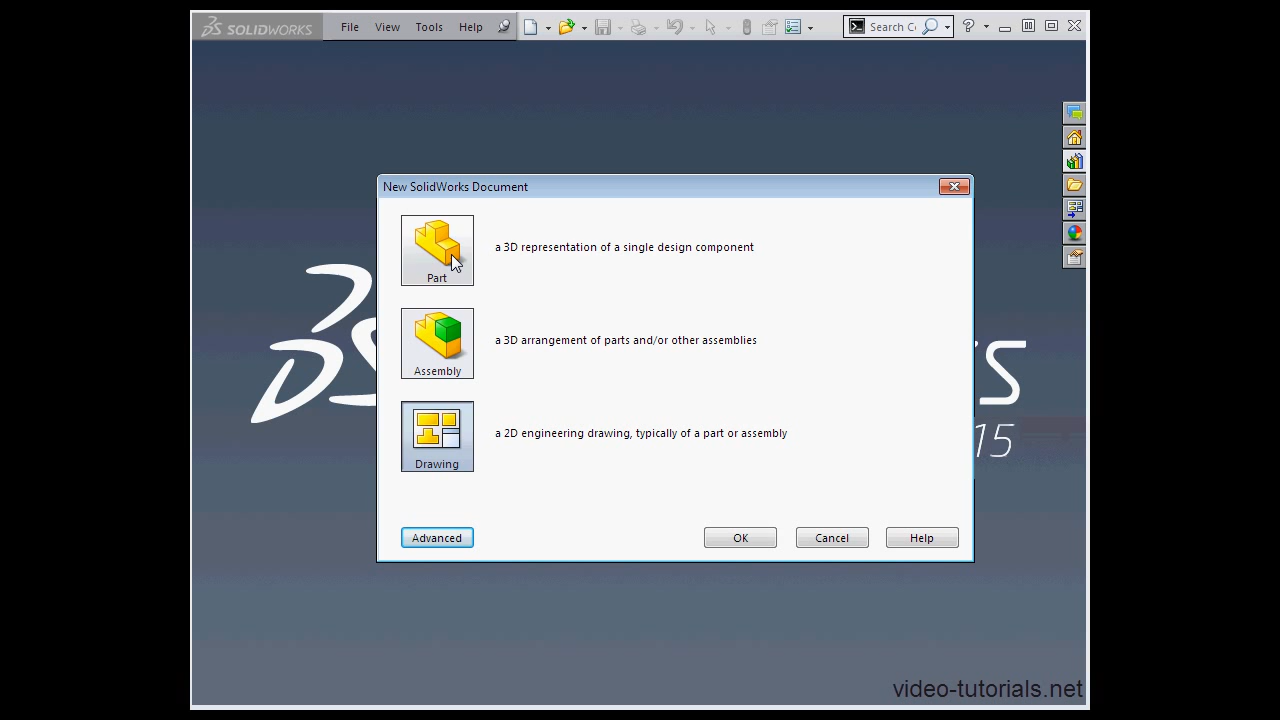 SOLIDWORKS File View Tools Help Search C
New SolidWorks Document
a 3D representation of a single design component
Part
a 3D arrangement of parts and/or other assemblies
Assembly
a 2D engineering drawing, typically of a part or assembly
Drawing
15
Advanced OK Cancel Help
video-tutorials.net